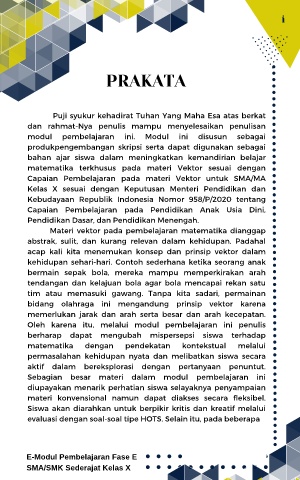 i
PRAKATA
Puji syukur kehadirat Tuhan Yang Maha Esa atas berkat
dan rahmat-Nya penulis mampu menyelesaikan penulisan
modul pembelajaran ini. Modul ini disusun sebagai
produkpengembangan skripsi serta dapat digunakan sebagai
bahan ajar siswa dalam meningkatkan kemandirian belajar
matematika terkhusus pada materi Vektor sesuai dengan
Capaian Pembelajaran pada materi Vektor untuk SMA/MA
Kelas X sesuai dengan Keputusan Menteri Pendidikan dan
Kebudayaan Republik Indonesia Nomor 958/P/2020 tentang
Capaian Pembelajaran pada Pendidikan Anak Usia Dini,
Pendidikan Dasar, dan Pendidikan Menengah.
Materi vektor pada pembelajaran matematika dianggap
abstrak, sulit, dan kurang relevan dalam kehidupan. Padahal
acap kali kita menemukan konsep dan prinsip vektor dalam
kehidupan sehari-hari. Contoh sederhana ketika seorang anak
bermain sepak bola, mereka mampu memperkirakan arah
tendangan dan kelajuan bola agar bola mencapai rekan satu
tim atau memasuki gawang. Tanpa kita sadari, permainan
bidang olahraga ini mengandung prinsip vektor karena
memerlukan jarak dan arah serta besar dan arah kecepatan.
Oleh karena itu, melalui modul pembelajaran ini penulis
berharap dapat mengubah mispersepsi siswa terhadap
matematika dengan pendekatan kontekstual melalui
permasalahan kehidupan nyata dan melibatkan siswa secara
aktif dalam bereksplorasi dengan pertanyaan penuntut.
Sebagian besar materi dalam modul pembelajaran ini
diupayakan menarik perhatian siswa selayaknya penyampaian
materi konvensional namun dapat diakses secara fleksibel.
Siswa akan diarahkan untuk berpikir kritis dan kreatif melalui
evaluasi dengan soal-soal tipe HOTS. Selain itu, pada beberapa
E-Modul Pembelajaran Fase E
SMA/SMK Sederajat Kelas X